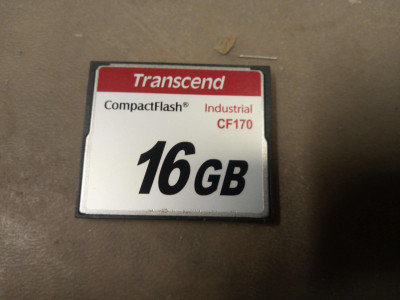 Transcend
CompactFlash® Industrial
CF170
16GB